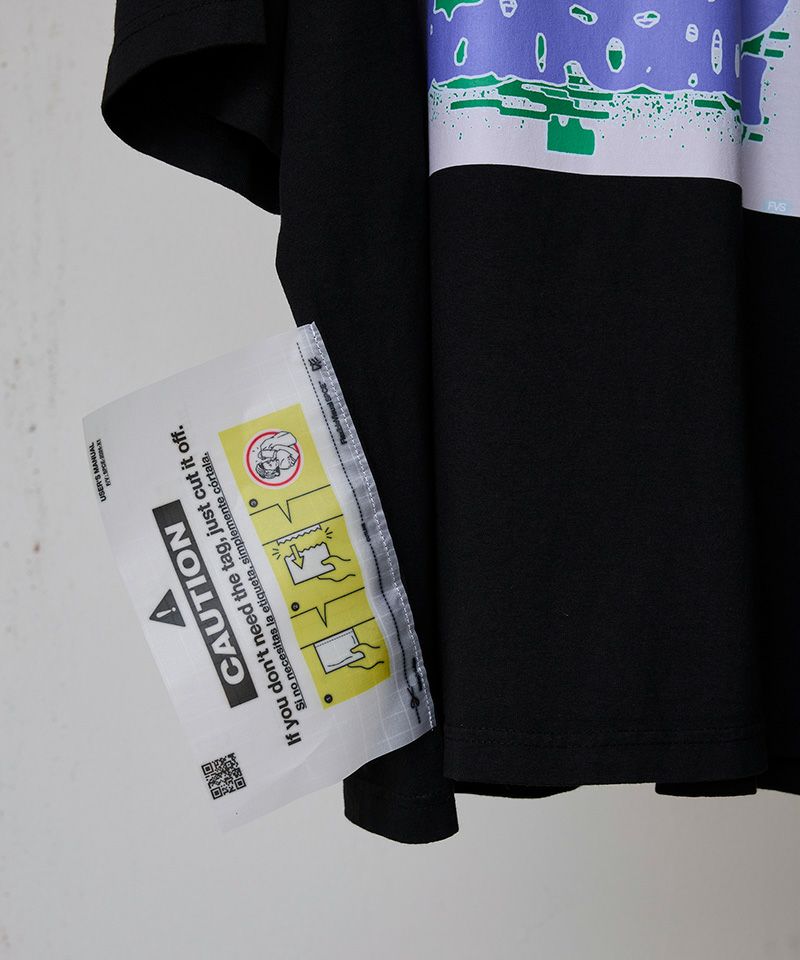 FVS
USER'S MANUAL
CAUTION
If you don't need the tag, just cut it off.
Si no necesitas la etiqueta, simplemente córtala.